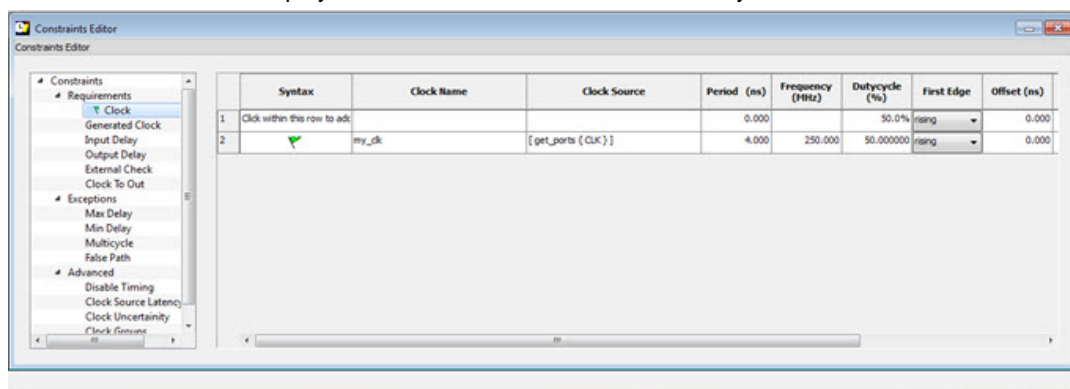 Constraints Editor
Constraints Editor
Constraints
Requirements
Clock
Generated Clock
Input Delay
Output Delay
External Check
Clock To Out
Exceptions
Max Delay
Min Delay
Multicycle
False Path
Advanced
Disable Timing
Clock Source Latency
Clock Uncertainity
Clock Groups
Syntax Clock Name Clock Source Period (ns) Frequency (MHz) Dutycycle (%) First Edge Offset (ns)
1 Click within this row to add 0.000 50.0% rising 0.000
2 my_clk [ get_ports { CLK } ] 4.000 250.000 50.000000 rising 0.000